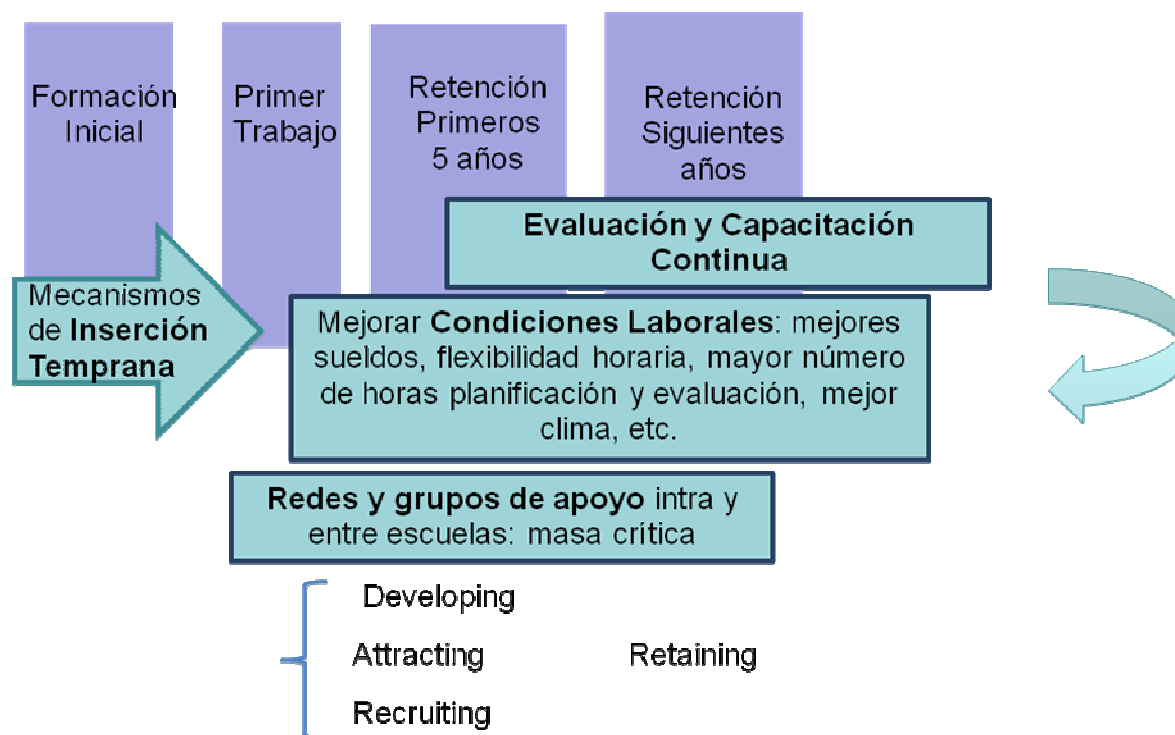 Formación
Inicial
Primer
Trabajo
Retención
Primeros
5 años
Retención
Siguientes
años
Evaluación y Capacitación
Continua
Mecanismos
de Inserción
Temprana
Mejorar Condiciones Laborales: mejores
sueldos, flexibilidad horaria, mayor número
de horas planificación y evaluación, mejor
clima, etc.
Redes y grupos de apoyo intra y
entre escuelas: masa crítica
Developing
Attracting
Retaining
Recruiting